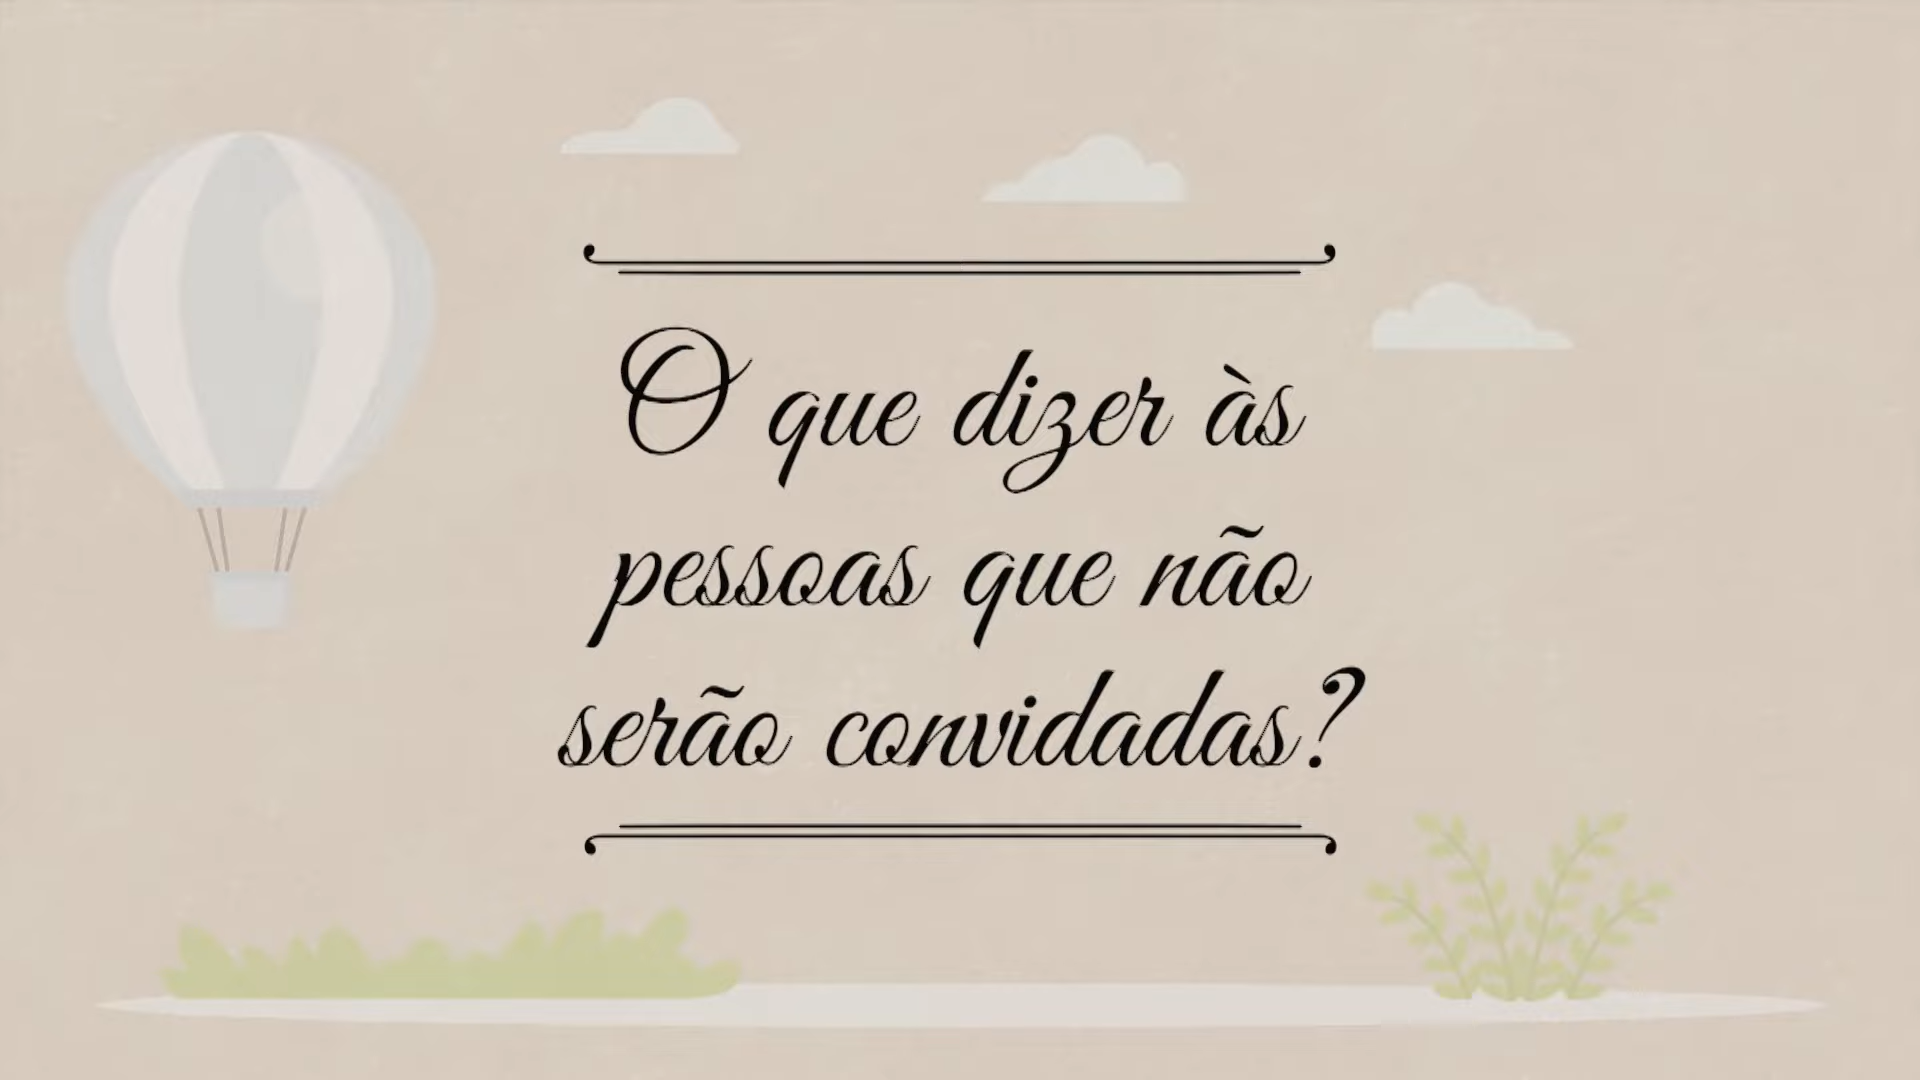 O que dizer às
pessoas que não
serão convidadas?